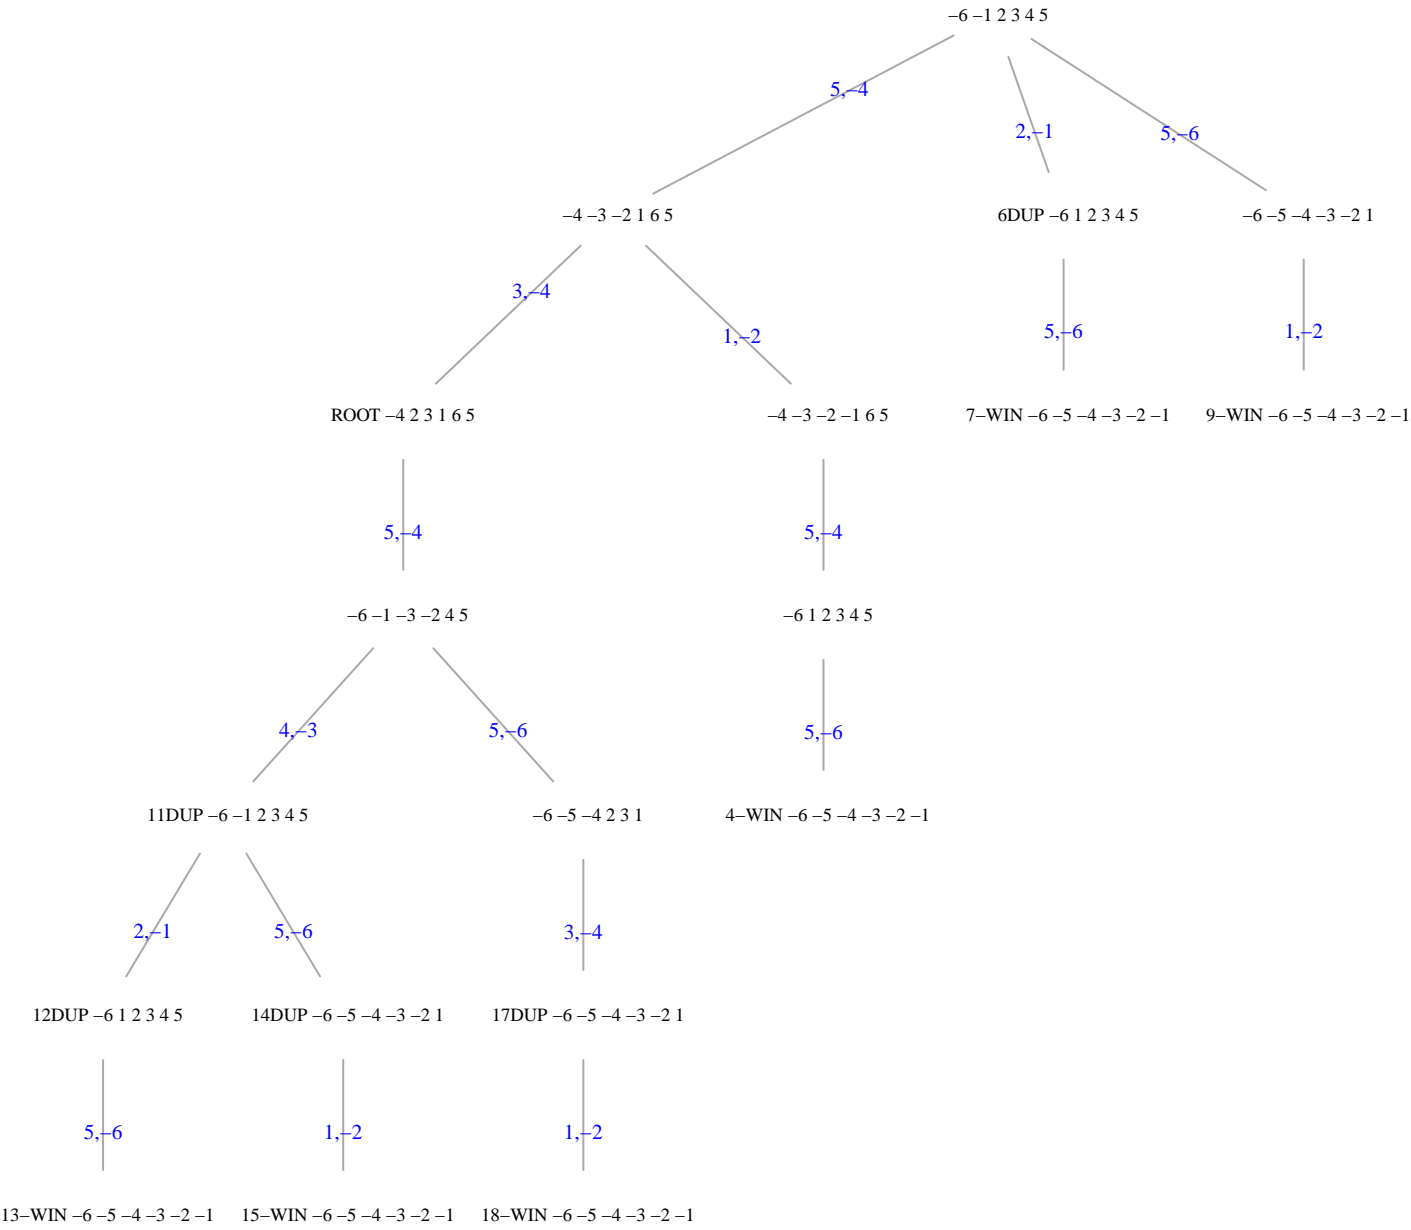 –6 –1 2 3 4 5
5,–4
2,–1
5,–6
–4 –3 –2 1 6 5
6DUP –6 1 2 3 4 5
–6 –5 –4 –3 –2 1
3,–4
1,–2
5,–6
1,–2
ROOT –4 2 3 1 6 5
–4 –3 –2 –1 6 5
7–WIN –6 –5 –4 –3 –2 –1
9–WIN –6 –5 –4 –3 –2 –1
5,–4
5,–4
–6 –1 –3 –2 4 5
–6 1 2 3 4 5
4,–3
5,–6
5,–6
11DUP –6 –1 2 3 4 5
–6 –5 –4 2 3 1
4–WIN –6 –5 –4 –3 –2 –1
2,–1
5,–6
3,–4
12DUP –6 1 2 3 4 5
14DUP –6 –5 –4 –3 –2 1
17DUP –6 –5 –4 –3 –2 1
5,–6
1,–2
1,–2
13–WIN –6 –5 –4 –3 –2 –1
15–WIN –6 –5 –4 –3 –2 –1
18–WIN –6 –5 –4 –3 –2 –1